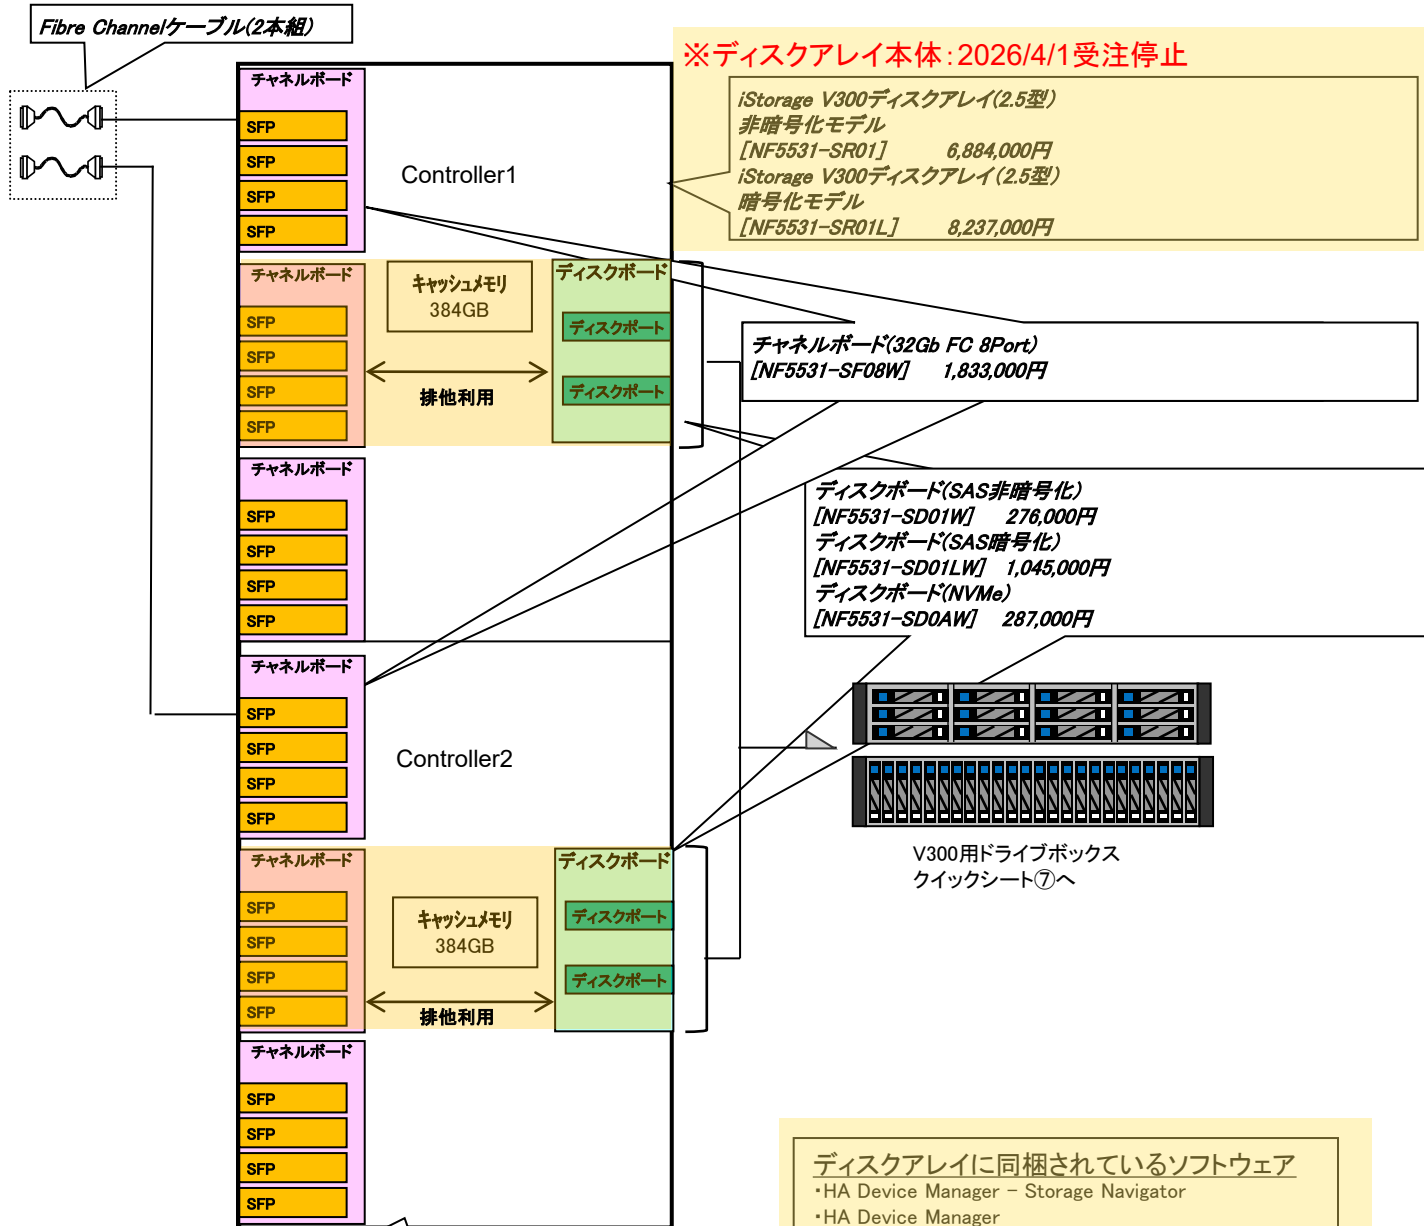 Fibre Channelケーブル(2本組)
※ディスクアレイ本体：2026/4/1受注停止
iStorage V300ディスクアレイ(2.5型)
非暗号化モデル
[NF5531-SR01] 6,884,000円
iStorage V300ディスクアレイ(2.5型)
暗号化モデル
[NF5531-SR01L] 8,237,000円
チャネルボード
SFP
SFP
SFP
SFP
Controller1
チャネルボード
SFP
SFP
SFP
SFP
キャッシュメモリ
384GB
排他利用
ディスクボード
ディスクポート
ディスクポート
チャネルボード(32Gb FC 8Port)
[NF5531-SF08W] 1,833,000円
チャネルボード
SFP
SFP
SFP
SFP
ディスクボード(SAS非暗号化)
[NF5531-SD01W] 276,000円
ディスクボード(SAS暗号化)
[NF5531-SD01LW] 1,045,000円
ディスクボード(NVMe)
[NF5531-SD0AW] 287,000円
チャネルボード
SFP
SFP
SFP
SFP
Controller2
V300用ドライブボックス
クイックシート⑦へ
チャネルボード
SFP
SFP
SFP
SFP
キャッシュメモリ
384GB
排他利用
ディスクボード
ディスクポート
ディスクポート
チャネルボード
SFP
SFP
SFP
SFP
ディスクアレイに同梱されているソフトウェア
・HA Device Manager - Storage Navigator
・HA Device Manager